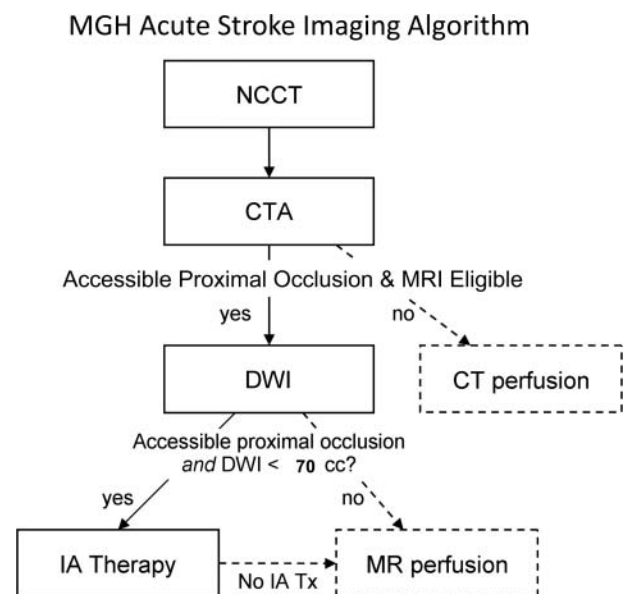 MGH Acute Stroke Imaging Algorithm
NCCT
CTA
Accessible Proximal Occlusion & MRI Eligible
yes
no
DWI
CT perfusion
Accessible proximal occlusion
and DWI < 70 cc?
yes
no
IA Therapy
No IA Tx
MR perfusion